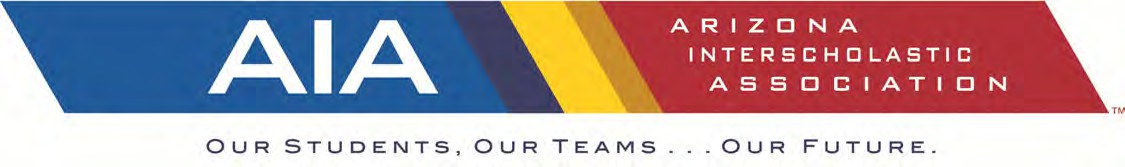 AIA
ARIZONA
INTERSCHOLASTIC
ASSOCIATION
TM
OUR STUDENTS, OUR TEAMS . . . OUR FUTURE.